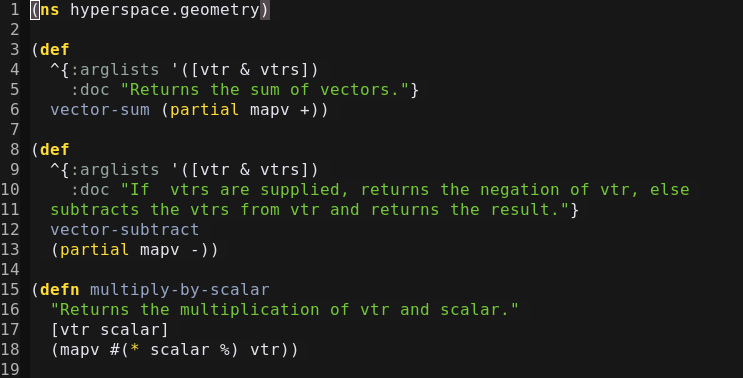 1 (ns hyperspace.geometry)
2
3 (def
4   ^{:arglists '([vtr & vtrs])
5     :doc "Returns the sum of vectors."}
6   vector-sum (partial mapv +))
7
8 (def
9   ^{:arglists '([vtr & vtrs])
10     :doc "If  vtrs are supplied, returns the negation of vtr, else
11   subtracts the vtrs from vtr and returns the result."}
12   vector-subtract
13   (partial mapv -))
14
15 (defn multiply-by-scalar
16   "Returns the multiplication of vtr and scalar."
17   [vtr scalar]
18   (mapv #(* scalar %) vtr))
19